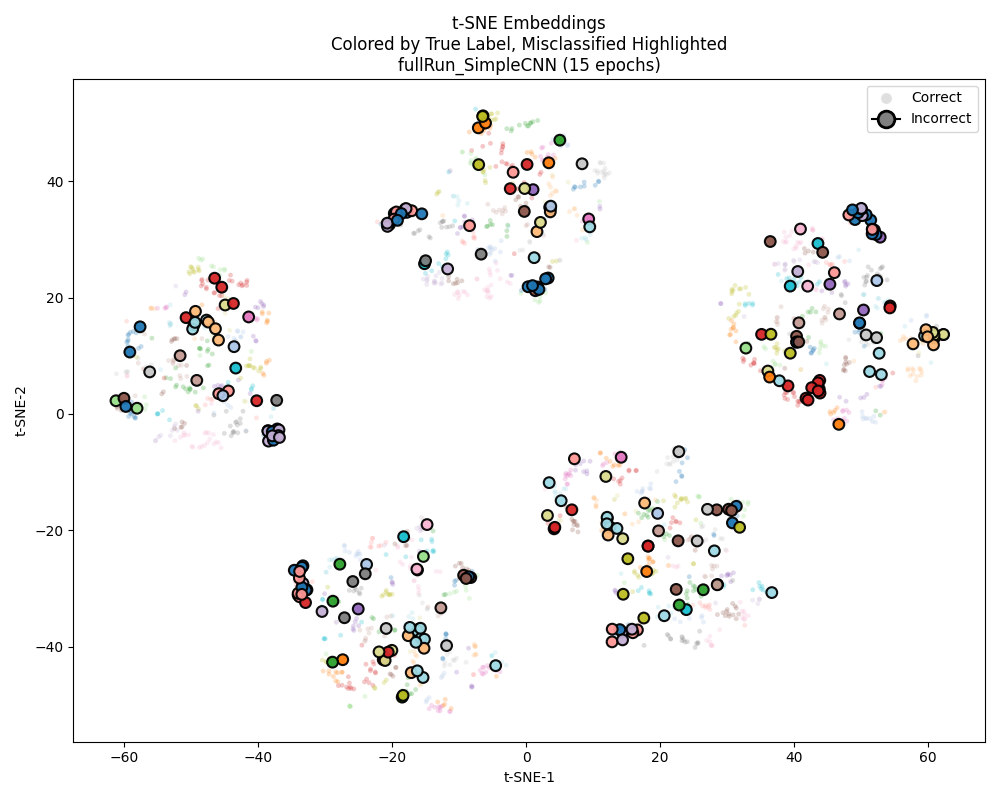 t-SNE Embeddings
Colored by True Label, Misclassified Highlighted
fullRun_SimpleCNN (15 epochs)
Correct
Incorrect
t-SNE-2
40
20
0
−20
−40
−60
−40
−20
0
20
40
60
t-SNE-1